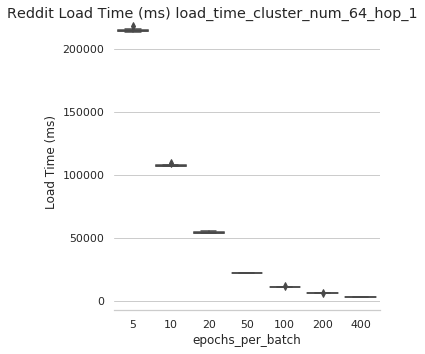 Reddit Load Time (ms) load_time_cluster_num_64_hop_1
200000
150000
100000
50000
0
Load Time (ms)
5 10 20 50 100 200 400
epochs_per_batch